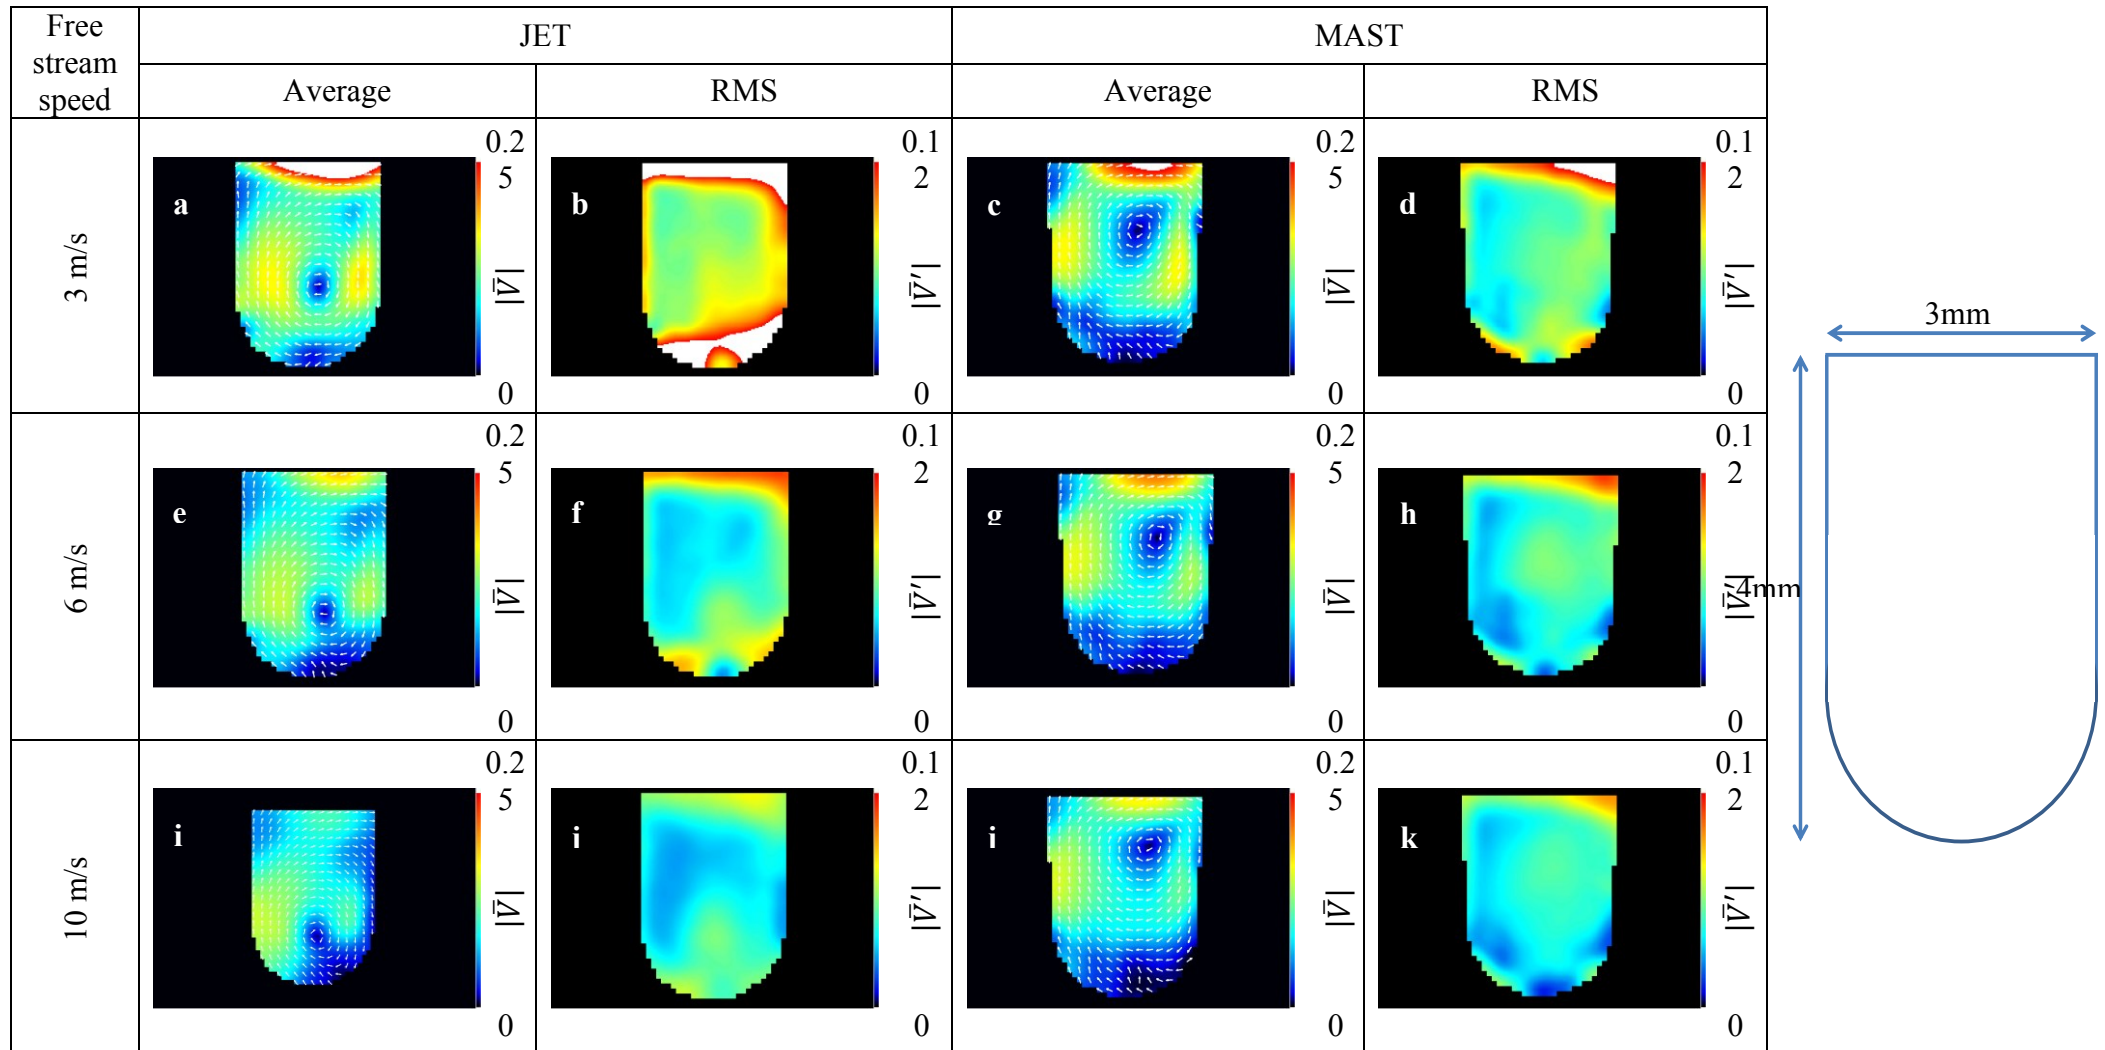 Free
stream
speed
JET
MAST
Average
RMS
Average
RMS
3 m/s
a
0.2
5
|V̅|
0
b
0.1
2
|V̅'|
0
c
0.2
5
|V̅|
0
d
0.1
2
|V̅'|
0
6 m/s
e
0.2
5
|V̅|
0
f
0.1
2
|V̅'|
0
g
0.2
5
|V̅|
0
h
0.1
2
|V̅'|
0
10 m/s
i
0.2
5
|V̅|
0
i
0.1
2
|V̅'|
0
i
0.2
5
|V̅|
0
k
0.1
2
|V̅'|
0
3mm
4mm